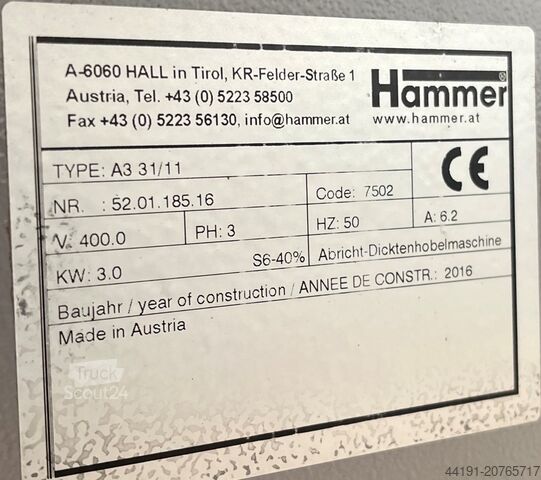 A-6060 HALL in Tirol, KR-Felder-Straße 1
Austria, Tel. +43 (0) 5223 58500
Fax +43 (0) 5223 56130, info@hammer.at
Hammer®
www.hammer.at
TYPE: A3 31/11
CE
NR. : 52.01.185.16 Code: 7502
V: 400.0 PH: 3 HZ: 50 A: 6.2
KW: 3.0 S6-40% Abricht-Dicktenhobelmaschine
Baujahr / year of construction / ANNEE DE CONSTR.: 2016
Made in Austria
Truck
Scout24
44191-20765717